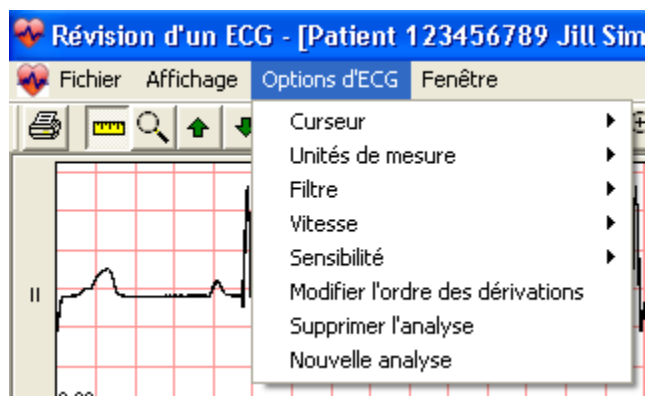 Révision d'un ECG - [Patient 123456789 Jill Sim
Fichier Affichage Options d'ECG Fenêtre
Curseur
Unités de mesure
Filtre
Vitesse
Sensibilité
II
Modifier l'ordre des dérivations
Supprimer l'analyse
Nouvelle analyse